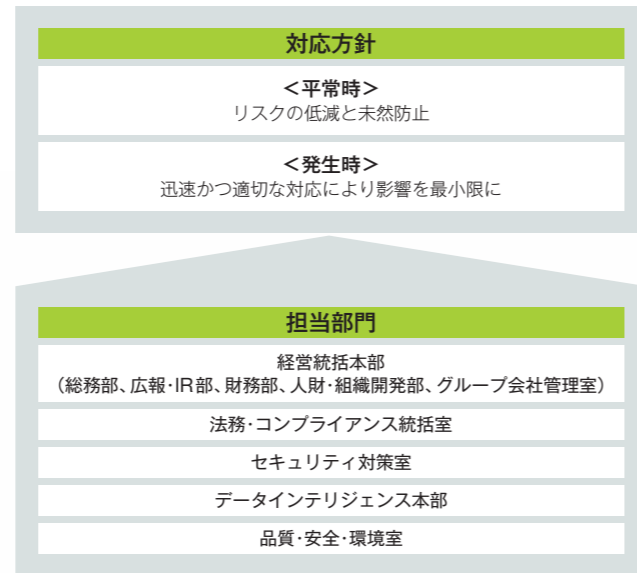 対応方針
＜平常時＞
リスクの低減と未然防止
＜発生時＞
迅速かつ適切な対応により影響を最小限に
担当部門
経営統括本部
（総務部、広報・IR部、財務部、人財・組織開発部、グループ会社管理室）
法務・コンプライアンス統括室
セキュリティ対策室
データインテリジェンス本部
品質・安全・環境室